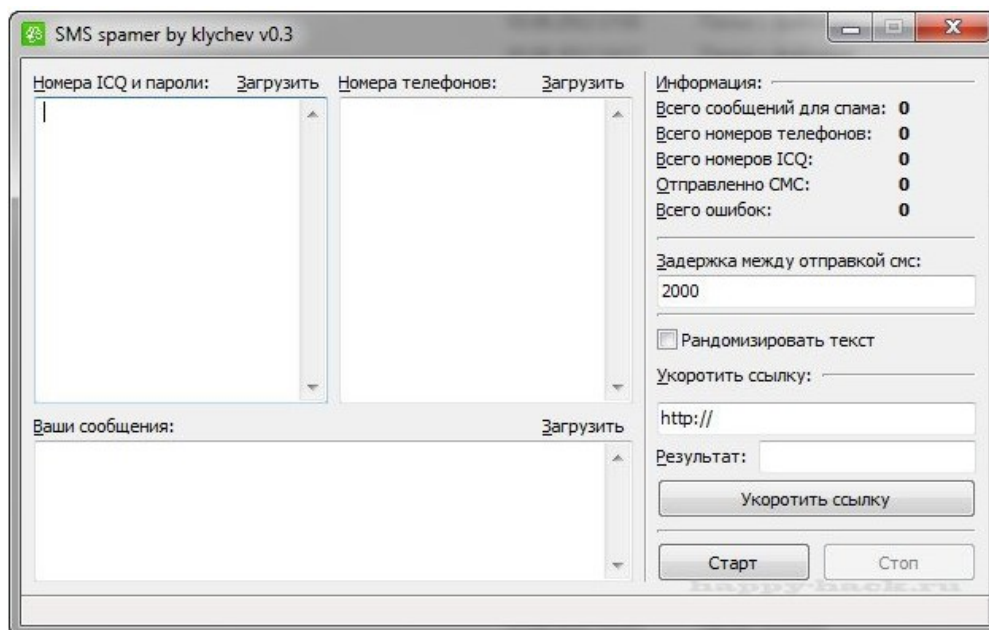 SMS spamer by klychev v0.3
Номера ICQ и пароли: Загрузить
Номера телефонов: Загрузить
Ваши сообщения: Загрузить
Информация:
Всего сообщений для спама: 0
Всего номеров телефонов: 0
Всего номеров ICQ: 0
Отправленно СМС: 0
Всего ошибок: 0
Задержка между отправкой смс:
2000
Рандомизировать текст
Укоротить ссылку:
http://
Результат:
Укоротить ссылку
Старт Стоп
happy-hack.ru